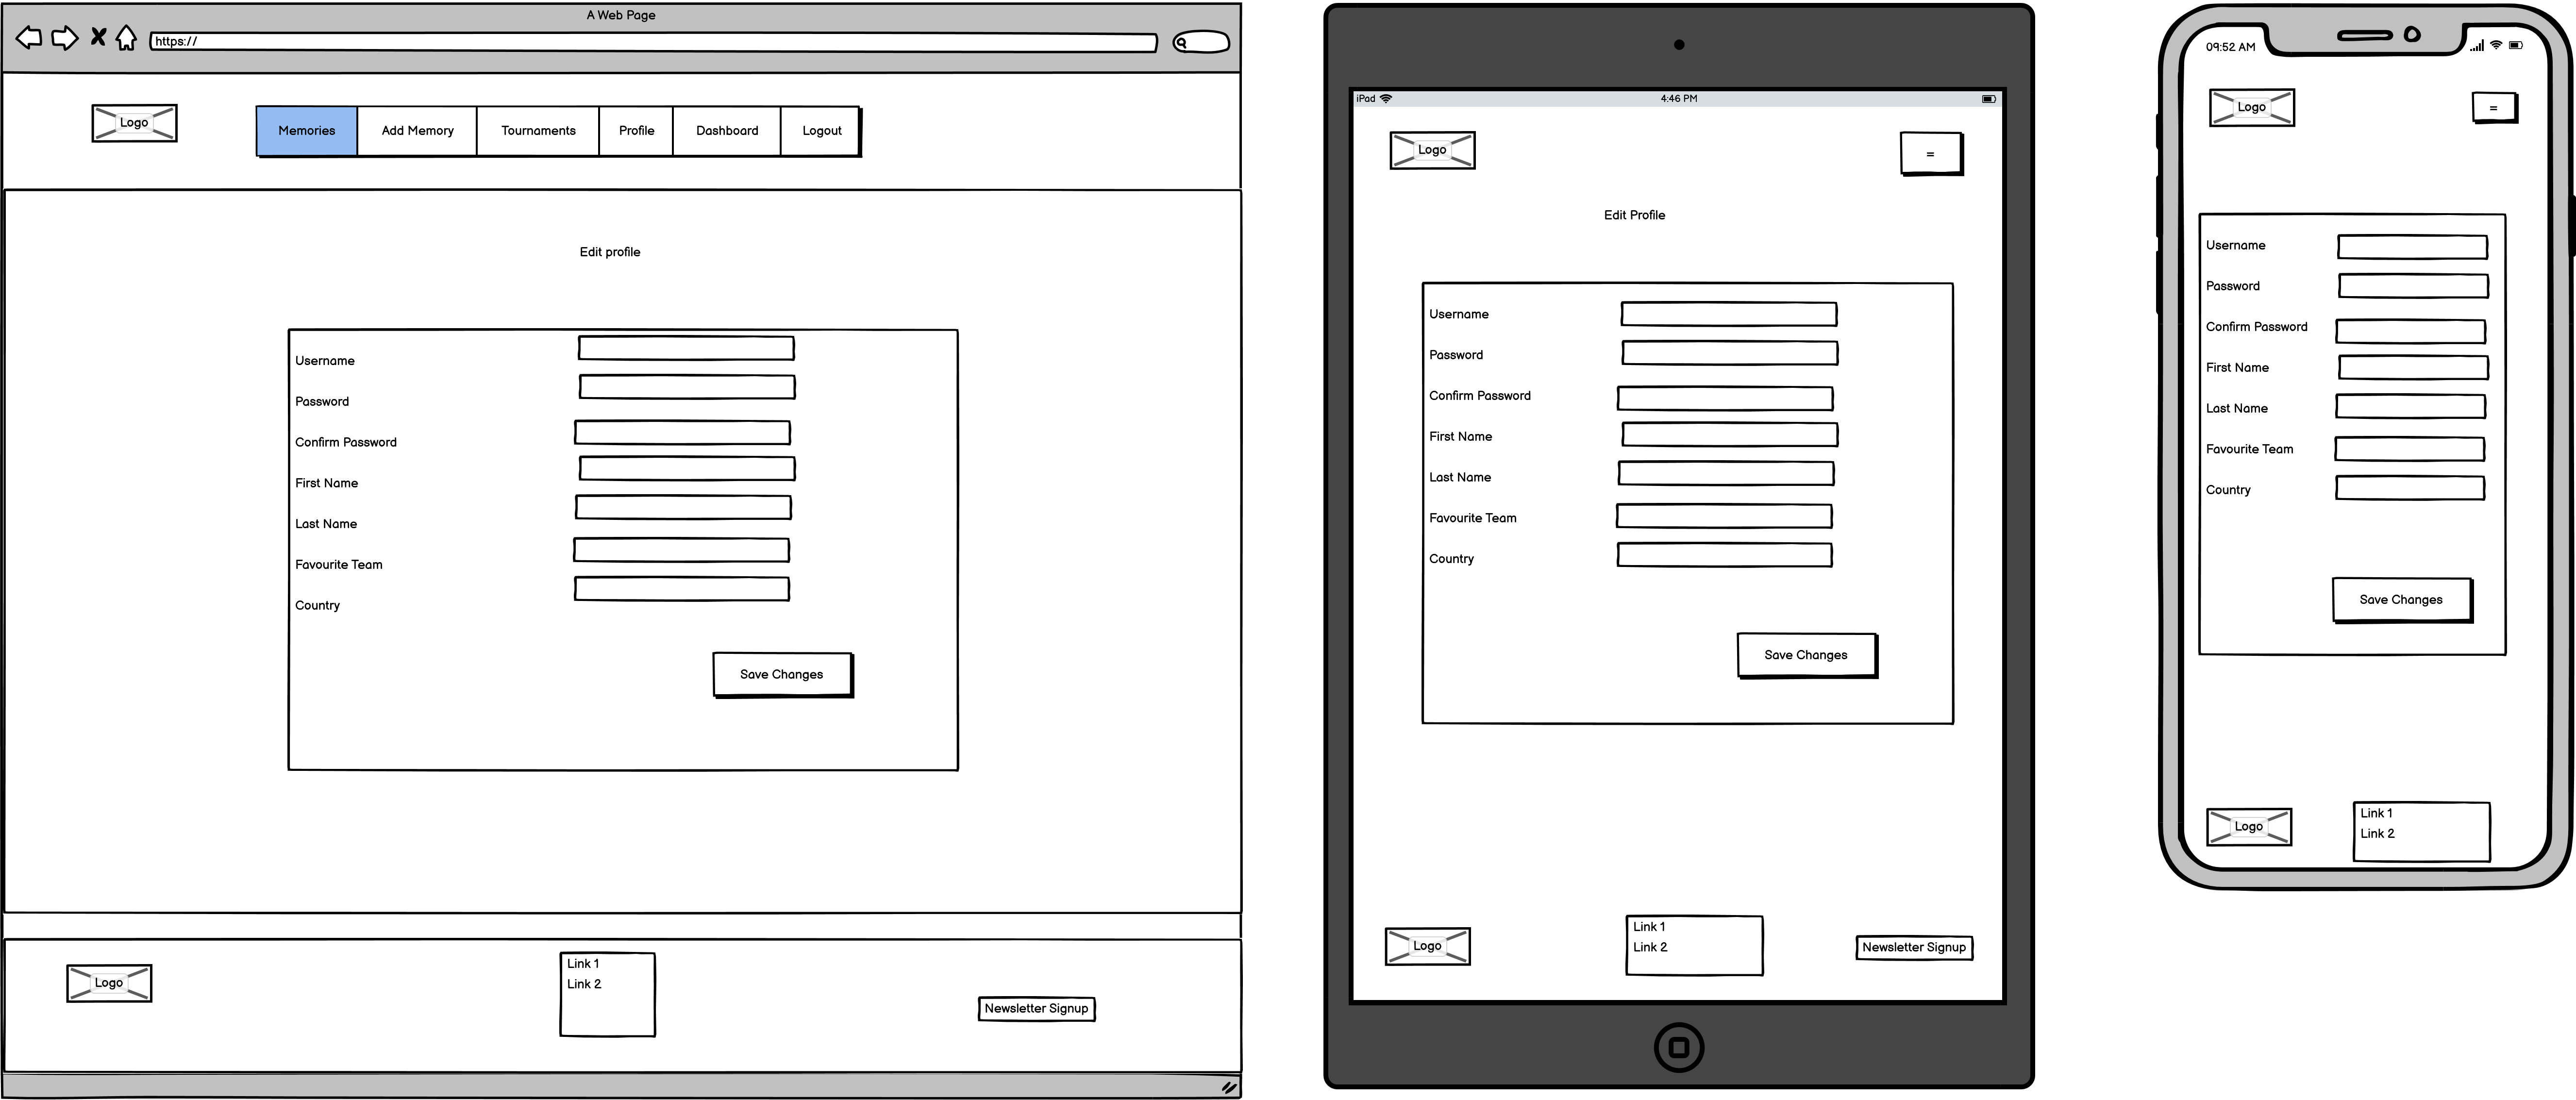 A Web Page
https://
Logo
Memories
Add Memory
Tournaments
Profile
Dashboard
Logout
Edit profile
Username
Password
Confirm Password
First Name
Last Name
Favourite Team
Country
Save Changes
Logo
Link 1
Link 2
Newsletter Signup
iPad
4:46 PM
Logo
=
Edit Profile
Username
Password
Confirm Password
First Name
Last Name
Favourite Team
Country
Save Changes
Logo
Link 1
Link 2
Newsletter Signup
09:52 AM
Logo
=
Username
Password
Confirm Password
First Name
Last Name
Favourite Team
Country
Save Changes
Logo
Link 1
Link 2